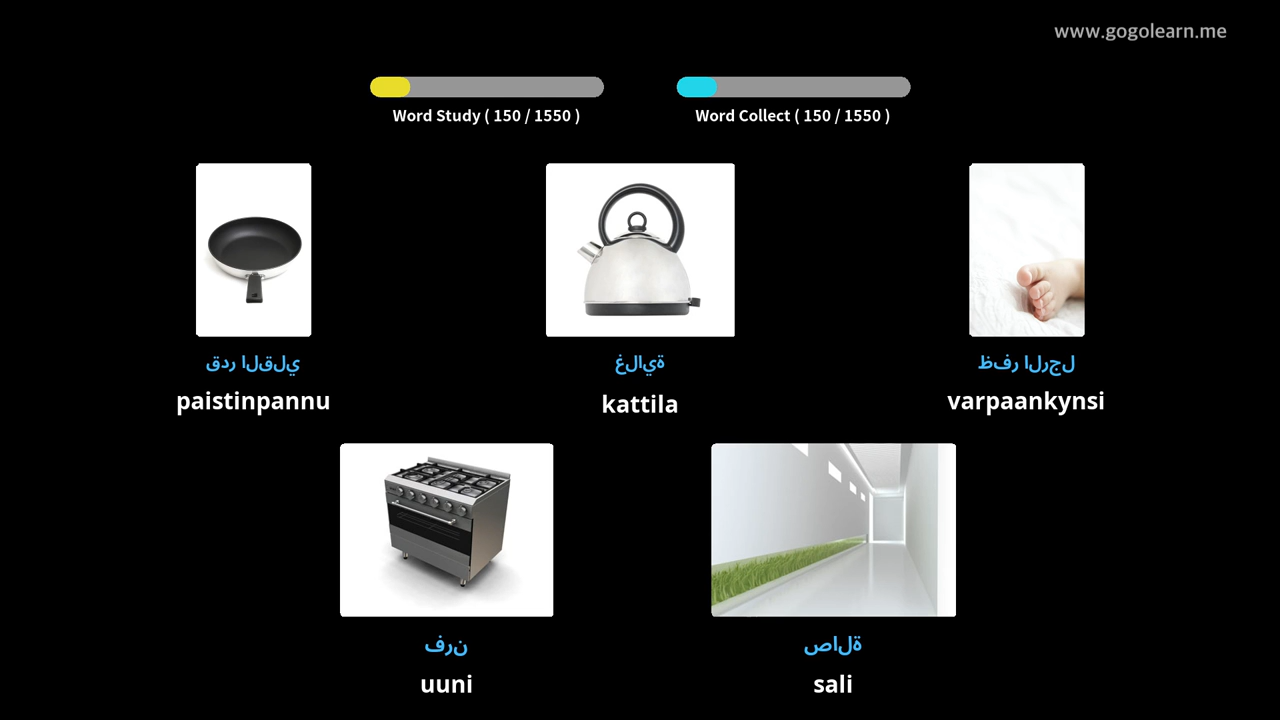 www.gogolearn.me
Word Study ( 150 / 1550 )
Word Collect ( 150 / 1550 )
قدر القلي
غلاية
ظفر الرجل
paistinpannu
kattila
varpaankynsi
فرن
صالة
uuni
sali